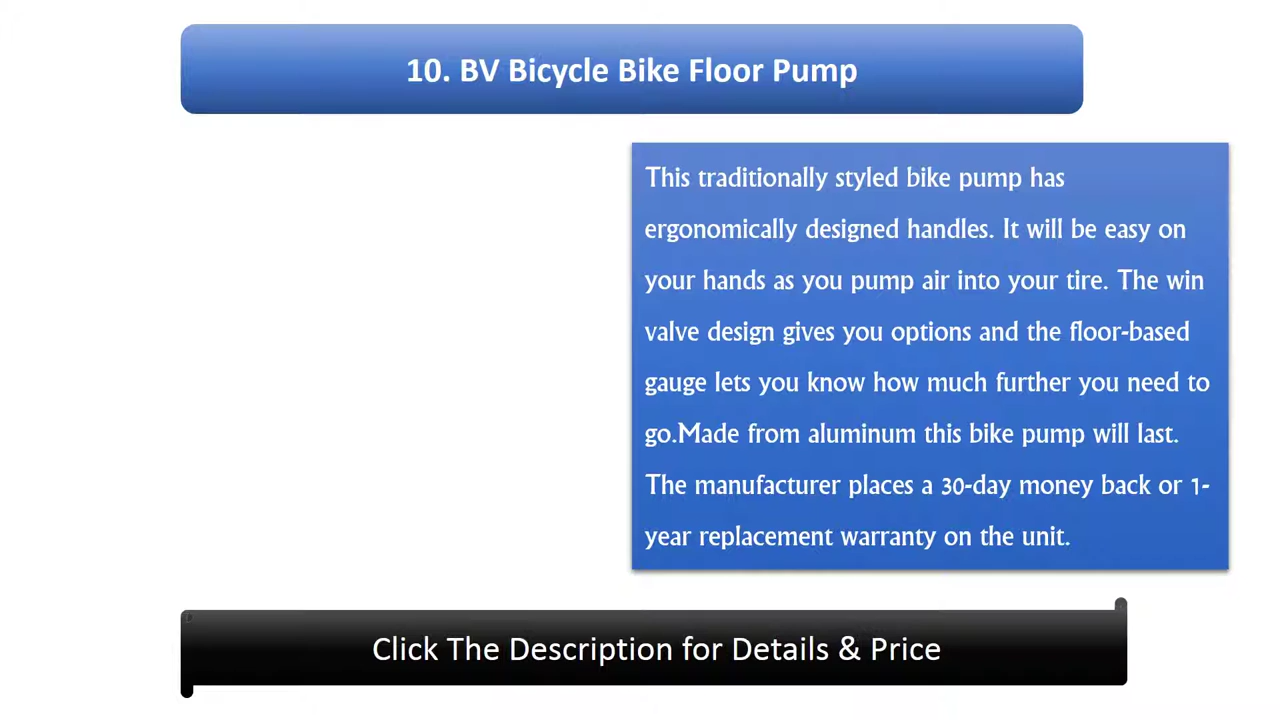 10. BV Bicycle Bike Floor Pump
This traditionally styled bike pump has
ergonomically designed handles. It will be easy on
your hands as you pump air into your tire. The win
valve design gives you options and the floor-based
gauge lets you know how much further you need to
go.Made from aluminum this bike pump will last.
The manufacturer places a 30-day money back or 1-
year replacement warranty on the unit.
Click The Description for Details & Price